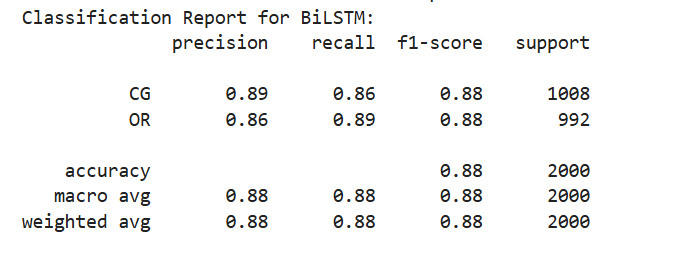 Classification Report for BiLSTM:
precision recall f1-score support
CG 0.89 0.86 0.88 1008
OR 0.86 0.89 0.88 992
accuracy 0.88 2000
macro avg 0.88 0.88 0.88 2000
weighted avg 0.88 0.88 0.88 2000